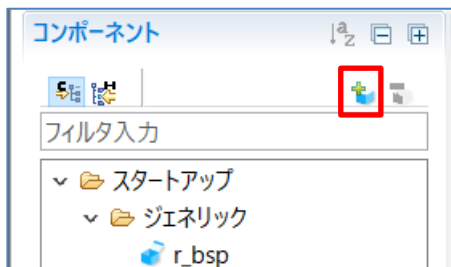 コンポーネント
フィルタ入力
スタートアップ
ジェネリック
r_bsp